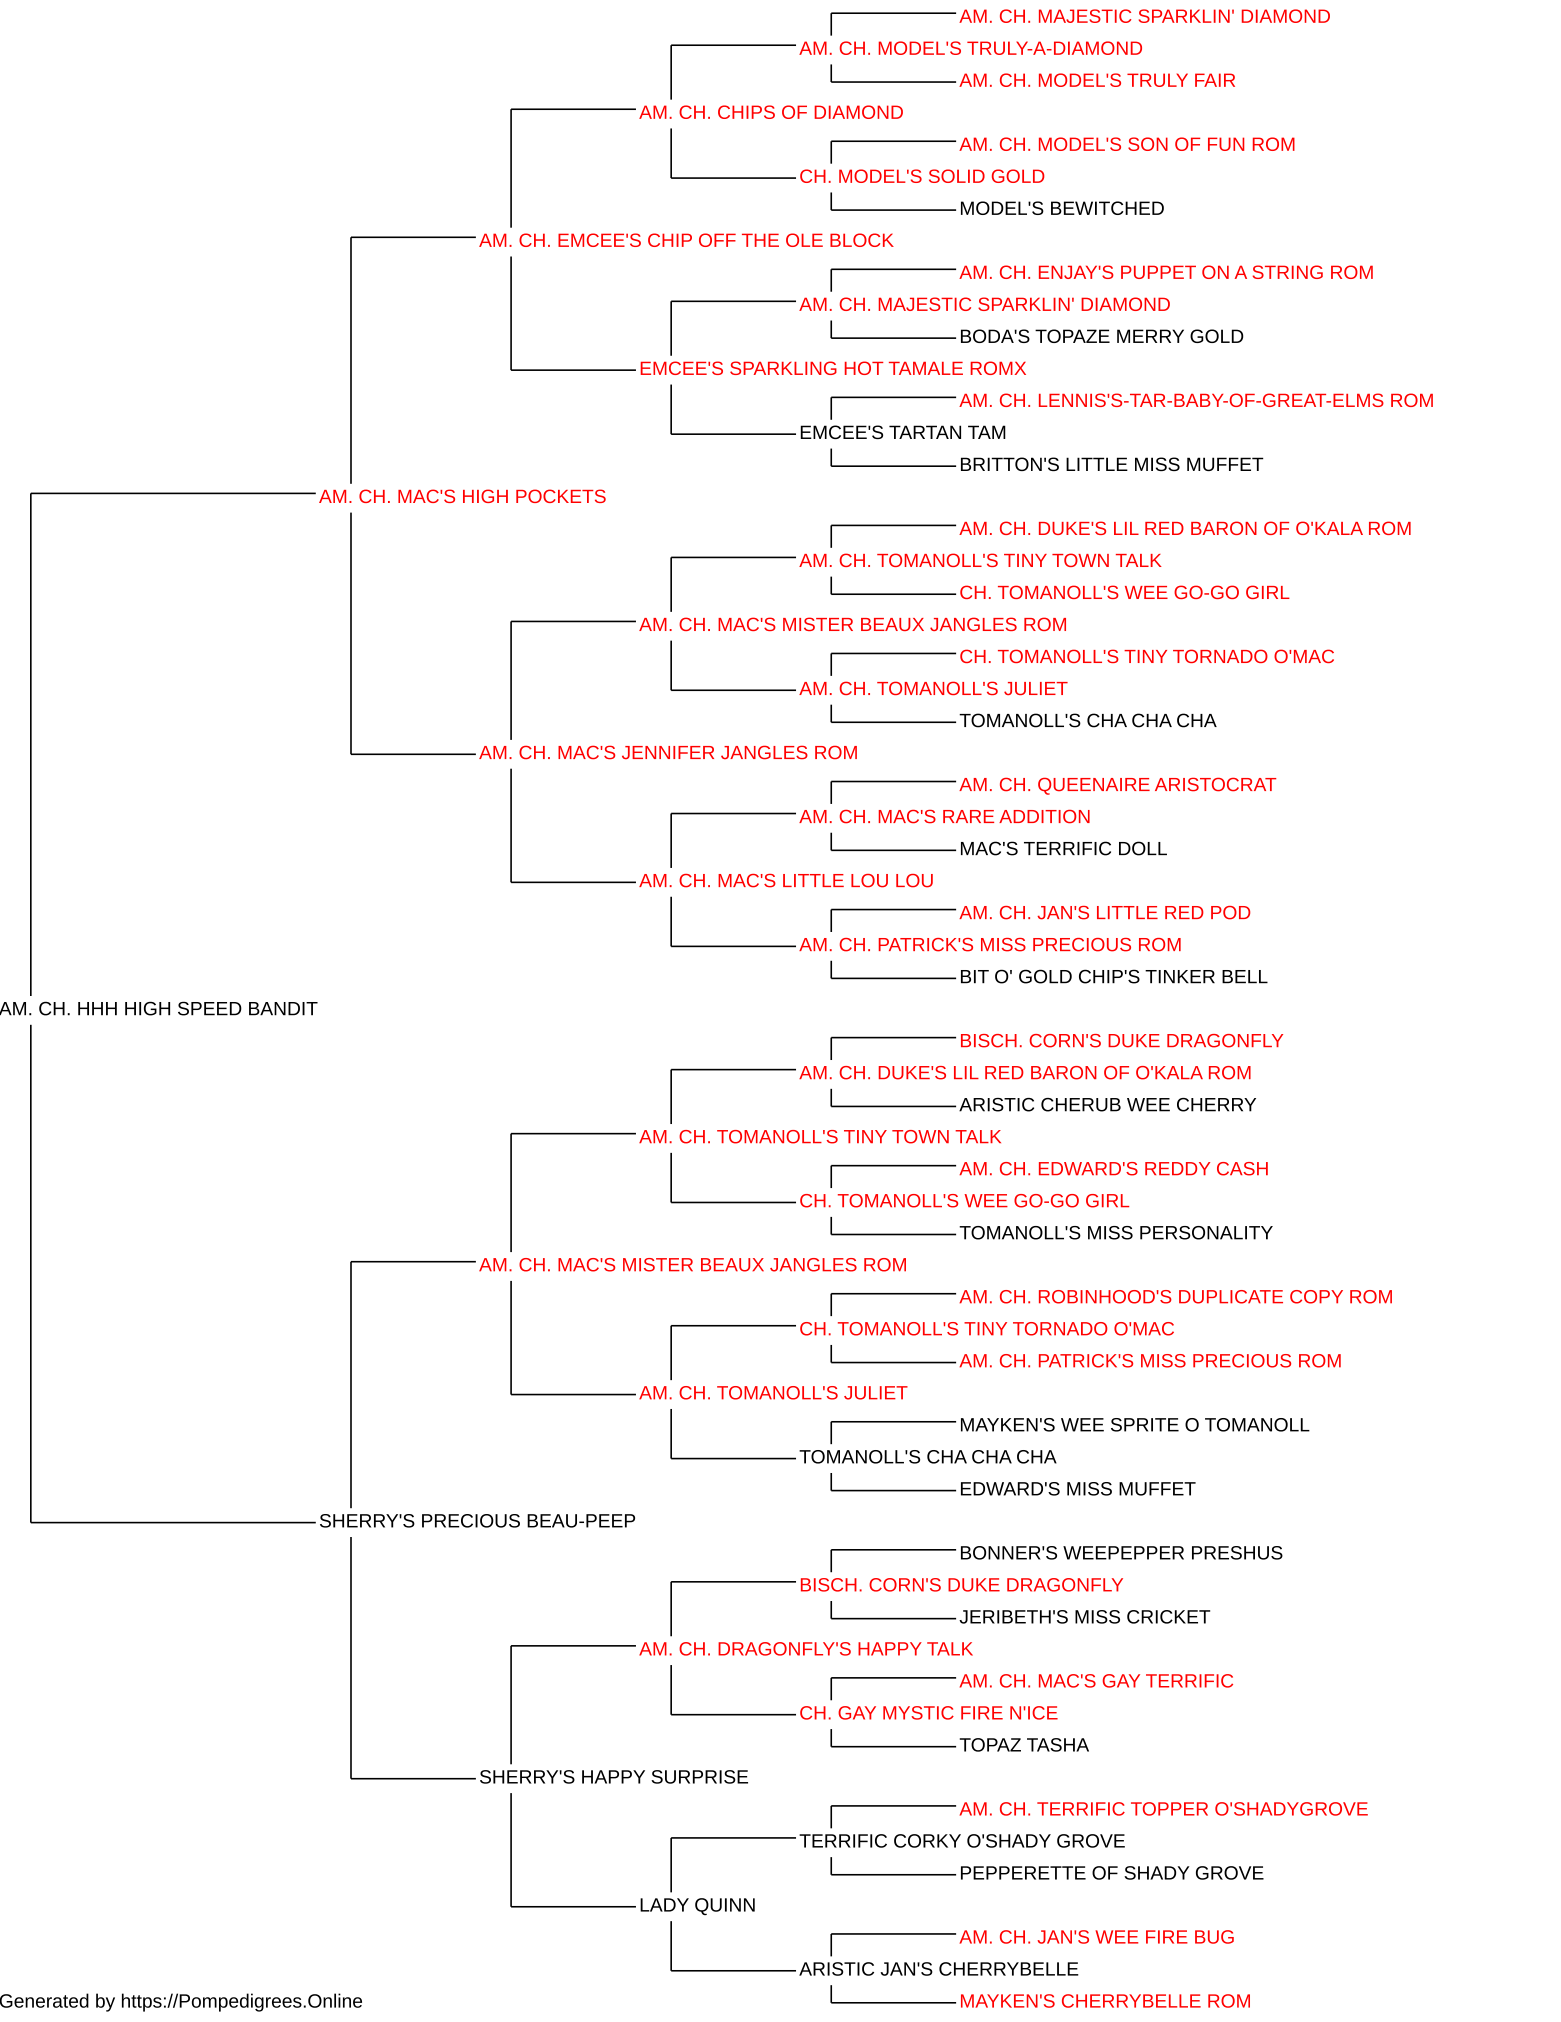 AM. CH. MAJESTIC SPARKLIN' DIAMOND
AM. CH. MODEL'S TRULY-A-DIAMOND
AM. CH. MODEL'S TRULY FAIR
AM. CH. CHIPS OF DIAMOND
AM. CH. MODEL'S SON OF FUN ROM
CH. MODEL'S SOLID GOLD
MODEL'S BEWITCHED
AM. CH. EMCEE'S CHIP OFF THE OLE BLOCK
AM. CH. ENJAY'S PUPPET ON A STRING ROM
AM. CH. MAJESTIC SPARKLIN' DIAMOND
BODA'S TOPAZE MERRY GOLD
EMCEE'S SPARKLING HOT TAMALE ROMX
AM. CH. LENNIS'S-TAR-BABY-OF-GREAT-ELMS ROM
EMCEE'S TARTAN TAM
BRITTON'S LITTLE MISS MUFFET
AM. CH. MAC'S HIGH POCKETS
AM. CH. DUKE'S LIL RED BARON OF O'KALA ROM
AM. CH. TOMANOLL'S TINY TOWN TALK
CH. TOMANOLL'S WEE GO-GO GIRL
AM. CH. MAC'S MISTER BEAUX JANGLES ROM
CH. TOMANOLL'S TINY TORNADO O'MAC
AM. CH. TOMANOLL'S JULIET
TOMANOLL'S CHA CHA CHA
AM. CH. MAC'S JENNIFER JANGLES ROM
AM. CH. QUEENAIRE ARISTOCRAT
AM. CH. MAC'S RARE ADDITION
MAC'S TERRIFIC DOLL
AM. CH. MAC'S LITTLE LOU LOU
AM. CH. JAN'S LITTLE RED POD
AM. CH. PATRICK'S MISS PRECIOUS ROM
BIT O' GOLD CHIP'S TINKER BELL
AM. CH. HHH HIGH SPEED BANDIT
BISCH. CORN'S DUKE DRAGONFLY
AM. CH. DUKE'S LIL RED BARON OF O'KALA ROM
ARISTIC CHERUB WEE CHERRY
AM. CH. TOMANOLL'S TINY TOWN TALK
AM. CH. EDWARD'S REDDY CASH
CH. TOMANOLL'S WEE GO-GO GIRL
TOMANOLL'S MISS PERSONALITY
AM. CH. MAC'S MISTER BEAUX JANGLES ROM
AM. CH. ROBINHOOD'S DUPLICATE COPY ROM
CH. TOMANOLL'S TINY TORNADO O'MAC
AM. CH. PATRICK'S MISS PRECIOUS ROM
AM. CH. TOMANOLL'S JULIET
MAYKEN'S WEE SPRITE O TOMANOLL
TOMANOLL'S CHA CHA CHA
EDWARD'S MISS MUFFET
SHERRY'S PRECIOUS BEAU-PEEP
BONNER'S WEEPEPPER PRESHUS
BISCH. CORN'S DUKE DRAGONFLY
JERIBETH'S MISS CRICKET
AM. CH. DRAGONFLY'S HAPPY TALK
AM. CH. MAC'S GAY TERRIFIC
CH. GAY MYSTIC FIRE N'ICE
TOPAZ TASHA
SHERRY'S HAPPY SURPRISE
AM. CH. TERRIFIC TOPPER O'SHADYGROVE
TERRIFIC CORKY O'SHADY GROVE
PEPPERETTE OF SHADY GROVE
LADY QUINN
AM. CH. JAN'S WEE FIRE BUG
ARISTIC JAN'S CHERRYBELLE
MAYKEN'S CHERRYBELLE ROM
Generated by https://Pompedigrees.Online